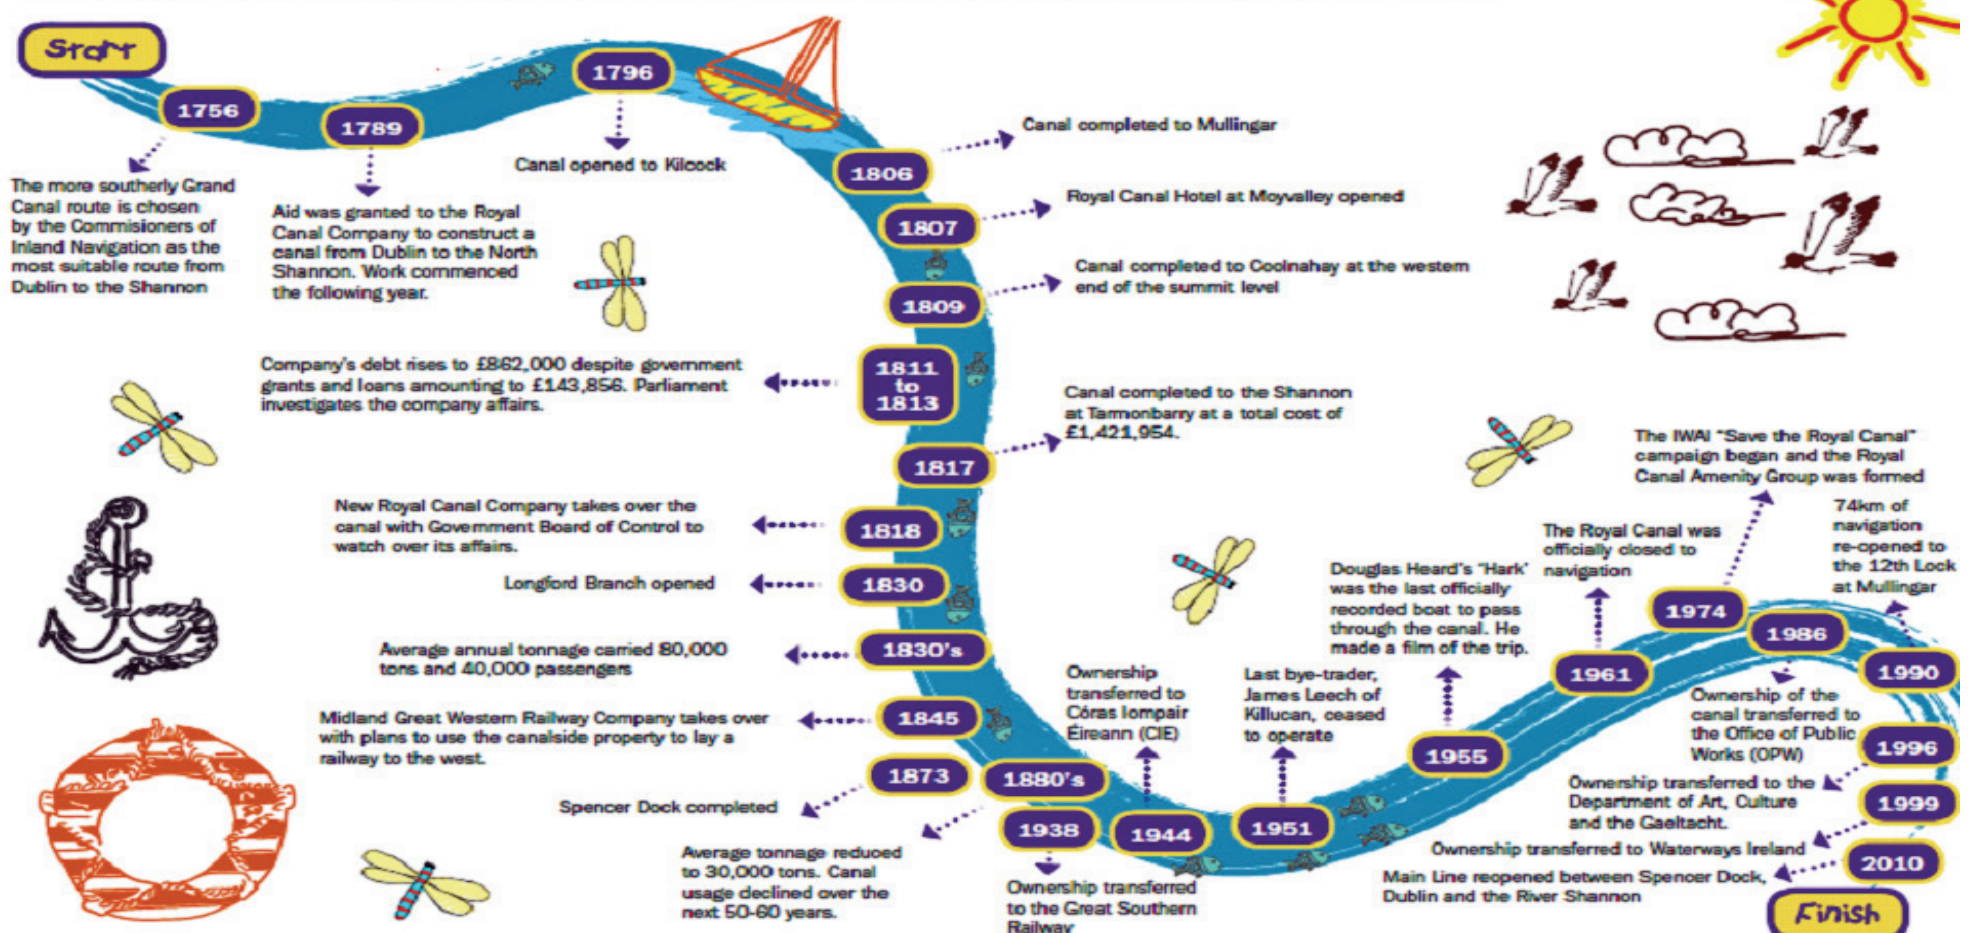 Start
1756
The more southerly Grand
Canal route is chosen
by the Commisioners of
Inland Navigation as the
most suitable route from
Dublin to the Shannon
1789
Aid was granted to the Royal
Canal Company to construct a
canal from Dublin to the North
Shannon. Work commenced
the following year.
1796
Canal opened to Kilcock
1806
Canal completed to Mullingar
1807
Royal Canal Hotel at Moyvalley opened
1809
Canal completed to Coolnahay at the western
end of the summit level
1811
to
1813
Company's debt rises to £862,000 despite government
grants and loans amounting to £143,856. Parliament
investigates the company affairs.
1817
Canal completed to the Shannon
at Tarmonbarry at a total cost of
£1,421,954.
1818
New Royal Canal Company takes over the
canal with Government Board of Control to
watch over its affairs.
1830
Longford Branch opened
1830's
Average annual tonnage carried 80,000
tons and 40,000 passengers
1845
Midland Great Western Railway Company takes over
with plans to use the canalside property to lay a
railway to the west.
1873
Spencer Dock completed
1880's
Average tonnage reduced
to 30,000 tons. Canal
usage declined over the
next 50-60 years.
1938
Ownership transferred
to the Great Southern
Railway
1944
Ownership
transferred to
Córas Iompair
Éireann (CIE)
1951
Last bye-trader,
James Leech of
Killucan, ceased
to operate
1955
Douglas Heard's "Hark'
was the last officially
recorded boat to pass
through the canal. He
made a film of the trip.
1961
The Royal Canal was
officially closed to
navigation
1974
The IWAI "Save the Royal Canal"
campaign began and the Royal
Canal Amenity Group was formed
1986
Ownership of the
canal transferred to
the Office of Public
Works (OPW)
1990
74km of
navigation
re-opened to
the 12th Lock
at Mullingar
1996
Ownership transferred to the
Department of Art, Culture
and the Gaeltacht.
1999
Ownership transferred to Waterways Ireland
2010
Main Line reopened between Spencer Dock,
Dublin and the River Shannon
Finish